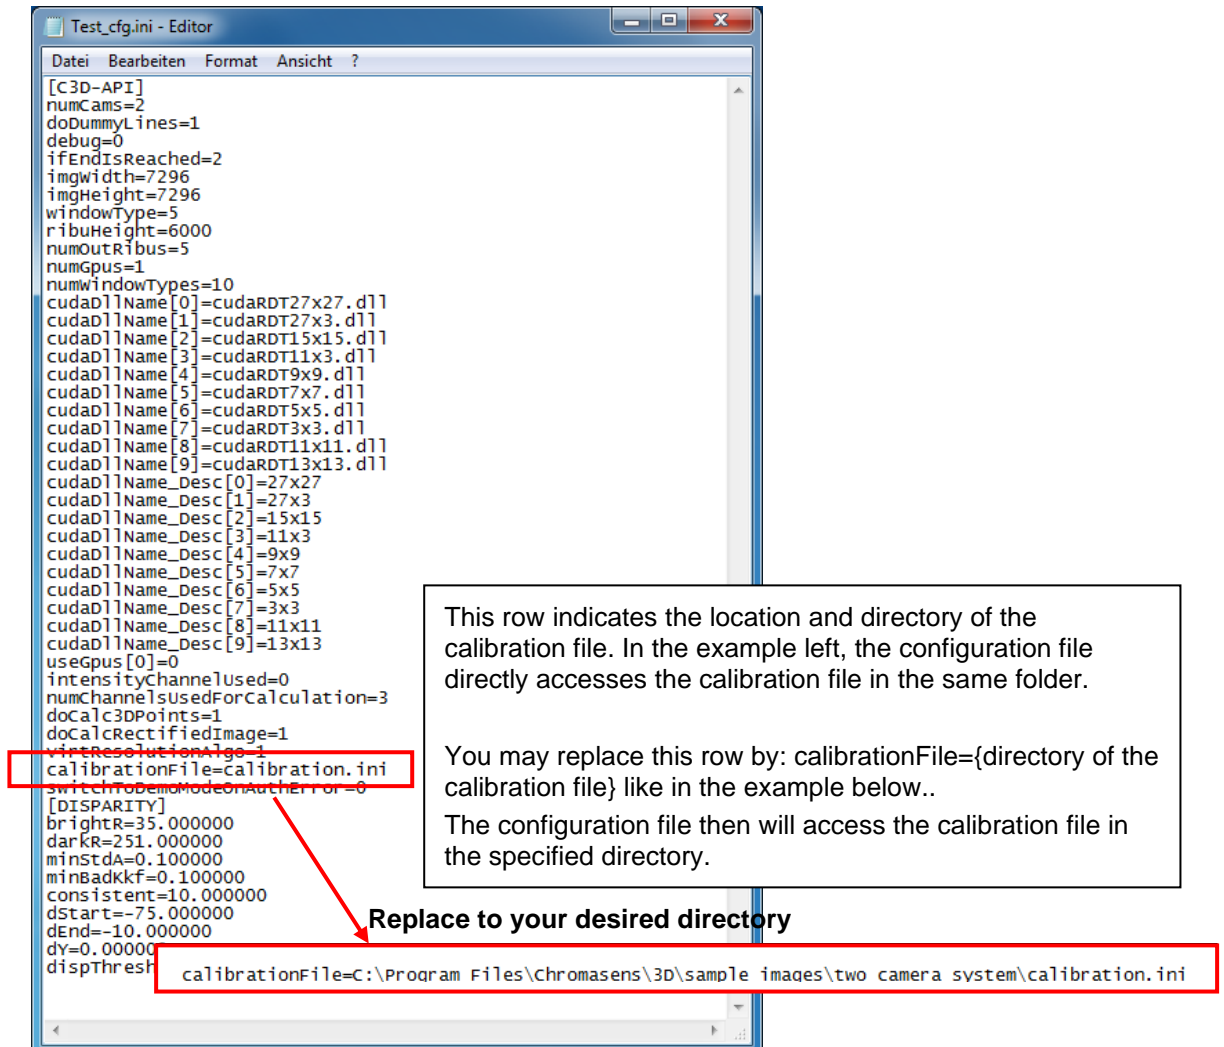 Test_cfg.ini - Editor
Datei Bearbeiten Format Ansicht ?
[C3D-API]
numCams=2
doDummyLines=1
debug=0
ifEndIsReached=2
imgWidth=7296
imgHeight=7296
windowType=5
ribuHeight=6000
numOutRibus=5
numGpus=1
numWindowTypes=10
cudaDllName[0]=cudaRDT27x27.dll
cudaDllName[1]=cudaRDT27x3.dll
cudaDllName[2]=cudaRDT15x15.dll
cudaDllName[3]=cudaRDT11x3.dll
cudaDllName[4]=cudaRDT9x9.dll
cudaDllName[5]=cudaRDT7x7.dll
cudaDllName[6]=cudaRDT5x5.dll
cudaDllName[7]=cudaRDT3x3.dll
cudaDllName[8]=cudaRDT11x11.dll
cudaDllName[9]=cudaRDT13x13.dll
cudaDllName_Desc[0]=27x27
cudaDllName_Desc[1]=27x3
cudaDllName_Desc[2]=15x15
cudaDllName_Desc[3]=11x3
cudaDllName_Desc[4]=9x9
cudaDllName_Desc[5]=7x7
cudaDllName_Desc[6]=5x5
cudaDllName_Desc[7]=3x3
cudaDllName_Desc[8]=11x11
cudaDllName_Desc[9]=13x13
useGpus[0]=0
intensityChannelUsed=0
numChannelsUsedForCalculation=3
doCalc3DPoints=1
doCalcRectifiedImage=1
virtResolutionAlgo=1
calibrationFile=calibration.ini
switchToDemoModeOnAuthError=0
[DISPARITY]
brightR=35.000000
darkR=251.000000
minStdA=0.100000
minBadKkf=0.100000
consistent=10.000000
dStart=-75.000000
dEnd=-10.000000
dY=0.000000
dispThresh
This row indicates the location and directory of the
calibration file. In the example left, the configuration file
directly accesses the calibration file in the same folder.
You may replace this row by: calibrationFile={directory of the
calibration file} like in the example below..
The configuration file then will access the calibration file in
the specified directory.
Replace to your desired directory
calibrationFile=C:\Program Files\Chromasens\3D\sample images\two camera system\calibration.ini